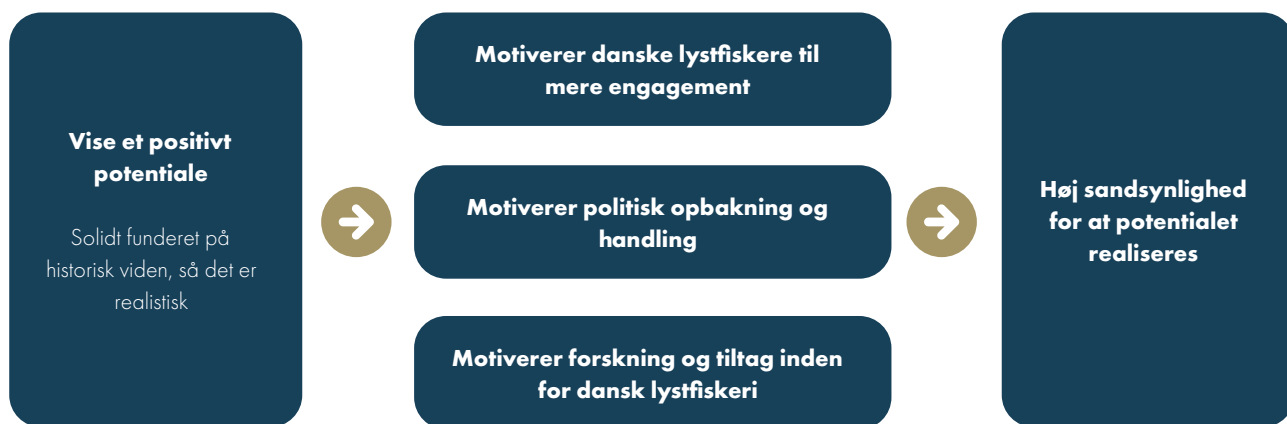 Vise et positivt
potentiale
Solidt funderet på
historisk viden, så det er
realistisk
Motiverer danske lystfiskere til
mere engagement
Motiverer politisk opbakning og
handling
Motiverer forskning og tiltag inden
for dansk lystfiskeri
Høj sandsynlighed
for at potentialet
realiseres